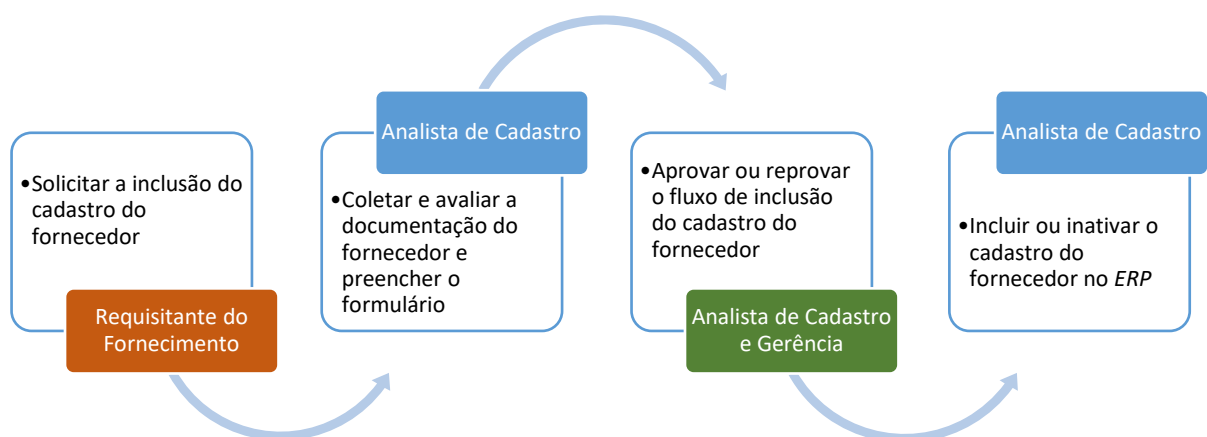 •Solicitar a inclusão do
cadastro do
fornecedor
Requisitante do
Fornecimento
Analista de Cadastro
•Coletar e avaliar a
documentação do
fornecedor e
preencher o
formulário
•Aprovar ou reprovar
o fluxo de inclusão
do cadastro do
fornecedor
Analista de Cadastro
e Gerência
Analista de Cadastro
•Incluir ou inativar o
cadastro do
fornecedor no ERP